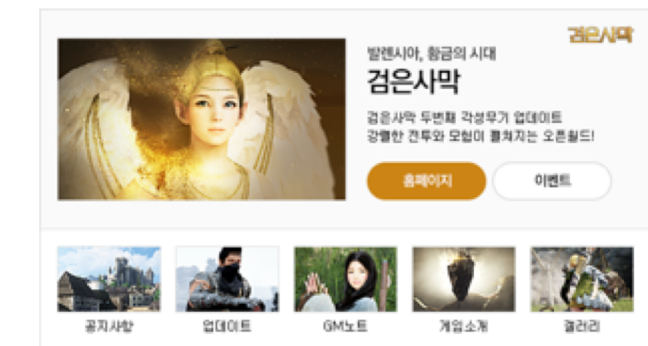 검은사막
발렌시아, 황금의 시대
검은사막
검은사막 두번째 각성무기 업데이트
강렬한 전투와 모험이 펼쳐지는 오픈월드!
홈페이지 이벤트
공지사항 업데이트 GM노트 게임소개 갤러리